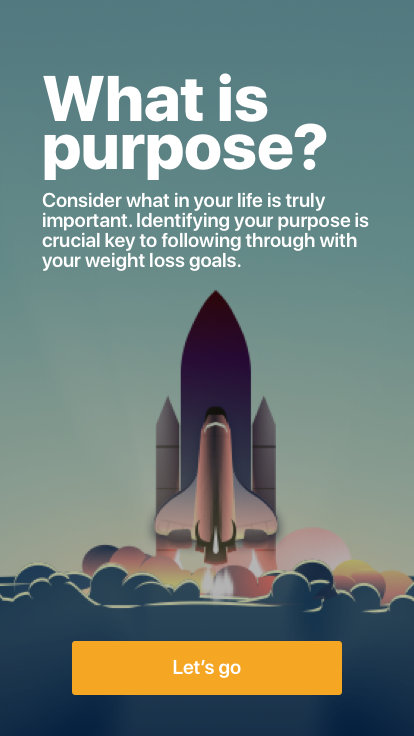 What is
purpose?
Consider what in your life is truly
important. Identifying your purpose is
crucial key to following through with
your weight loss goals.
Let’s go